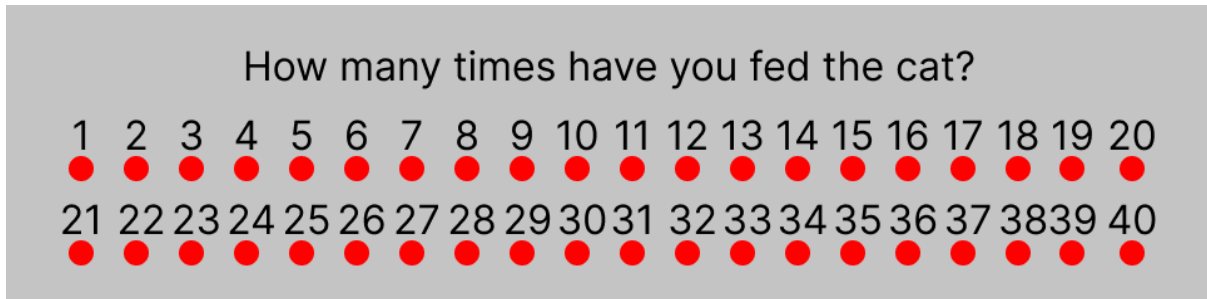 How many times have you fed the cat?
1 2 3 4 5 6 7 8 9 10 11 12 13 14 15 16 17 18 19 20
21 22 23 24 25 26 27 28 29 30 31 32 33 34 35 36 37 38 39 40